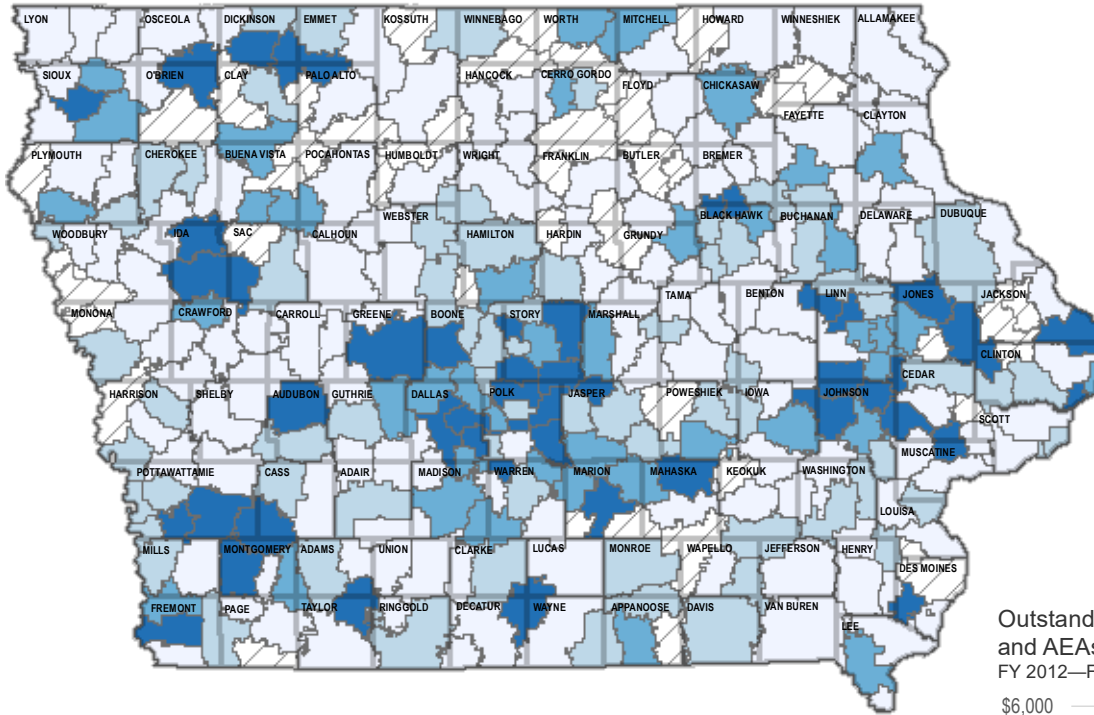 LYON OSCEOLA DICKINSON EMMET KOSSUTH WINNEBAGO WORTH MITCHELL HOWARD WINNESHIEK ALLAMAKEE
SIOUX O'BRIEN CLAY PALO ALTO HANCOCK CERRO GORDO FLOYD CHICKASAW
FAYETTE CLAYTON
PLYMOUTH CHEROKEE BUENA VISTA POCAHONTAS HUMBOLDT WRIGHT FRANKLIN BUTLER BREMER
WEBSTER BLACK HAWK BUCHANAN DELAWARE DUBUQUE
WOODBURY IDA SAC CALHOUN HAMILTON HARDIN GRUNDY
TAMA BENTON LINN JONES JACKSON
MONONA CRAWFORD CARROLL GREENE BOONE STORY MARSHALL
CLINTON
CEDAR
HARRISON SHELBY AUDUBON GUTHRIE DALLAS POLK JASPER POWESHIEK IOWA JOHNSON
SCOTT
MUSCATINE
POTTAWATTAMIE CASS ADAIR MADISON WARREN MARION MAHASKA KEOKUK WASHINGTON
LOUISA
MILLS MONTGOMERY ADAMS UNION CLARKE LUCAS MONROE WAPELLO JEFFERSON HENRY
DES MOINES
FREMONT PAGE TAYLOR RINGGOLD DECATUR WAYNE APPANOOSE DAVIS VAN BUREN
LEE
Outstand
and AEAs
FY 2012—F
$6,000